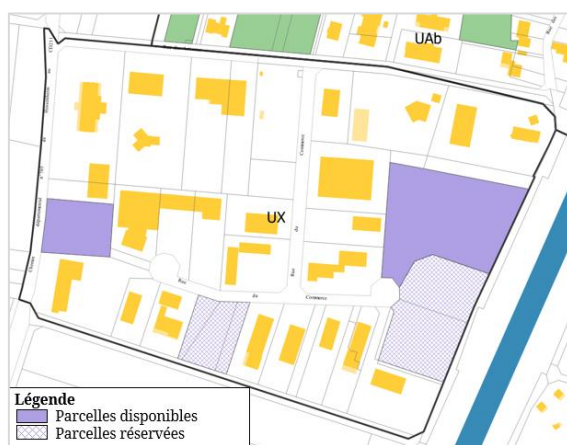 UAb
UX
Rue
du
Commerce
Rue
du
Commerce
Légende
Parcelles disponibles
Parcelles réservées